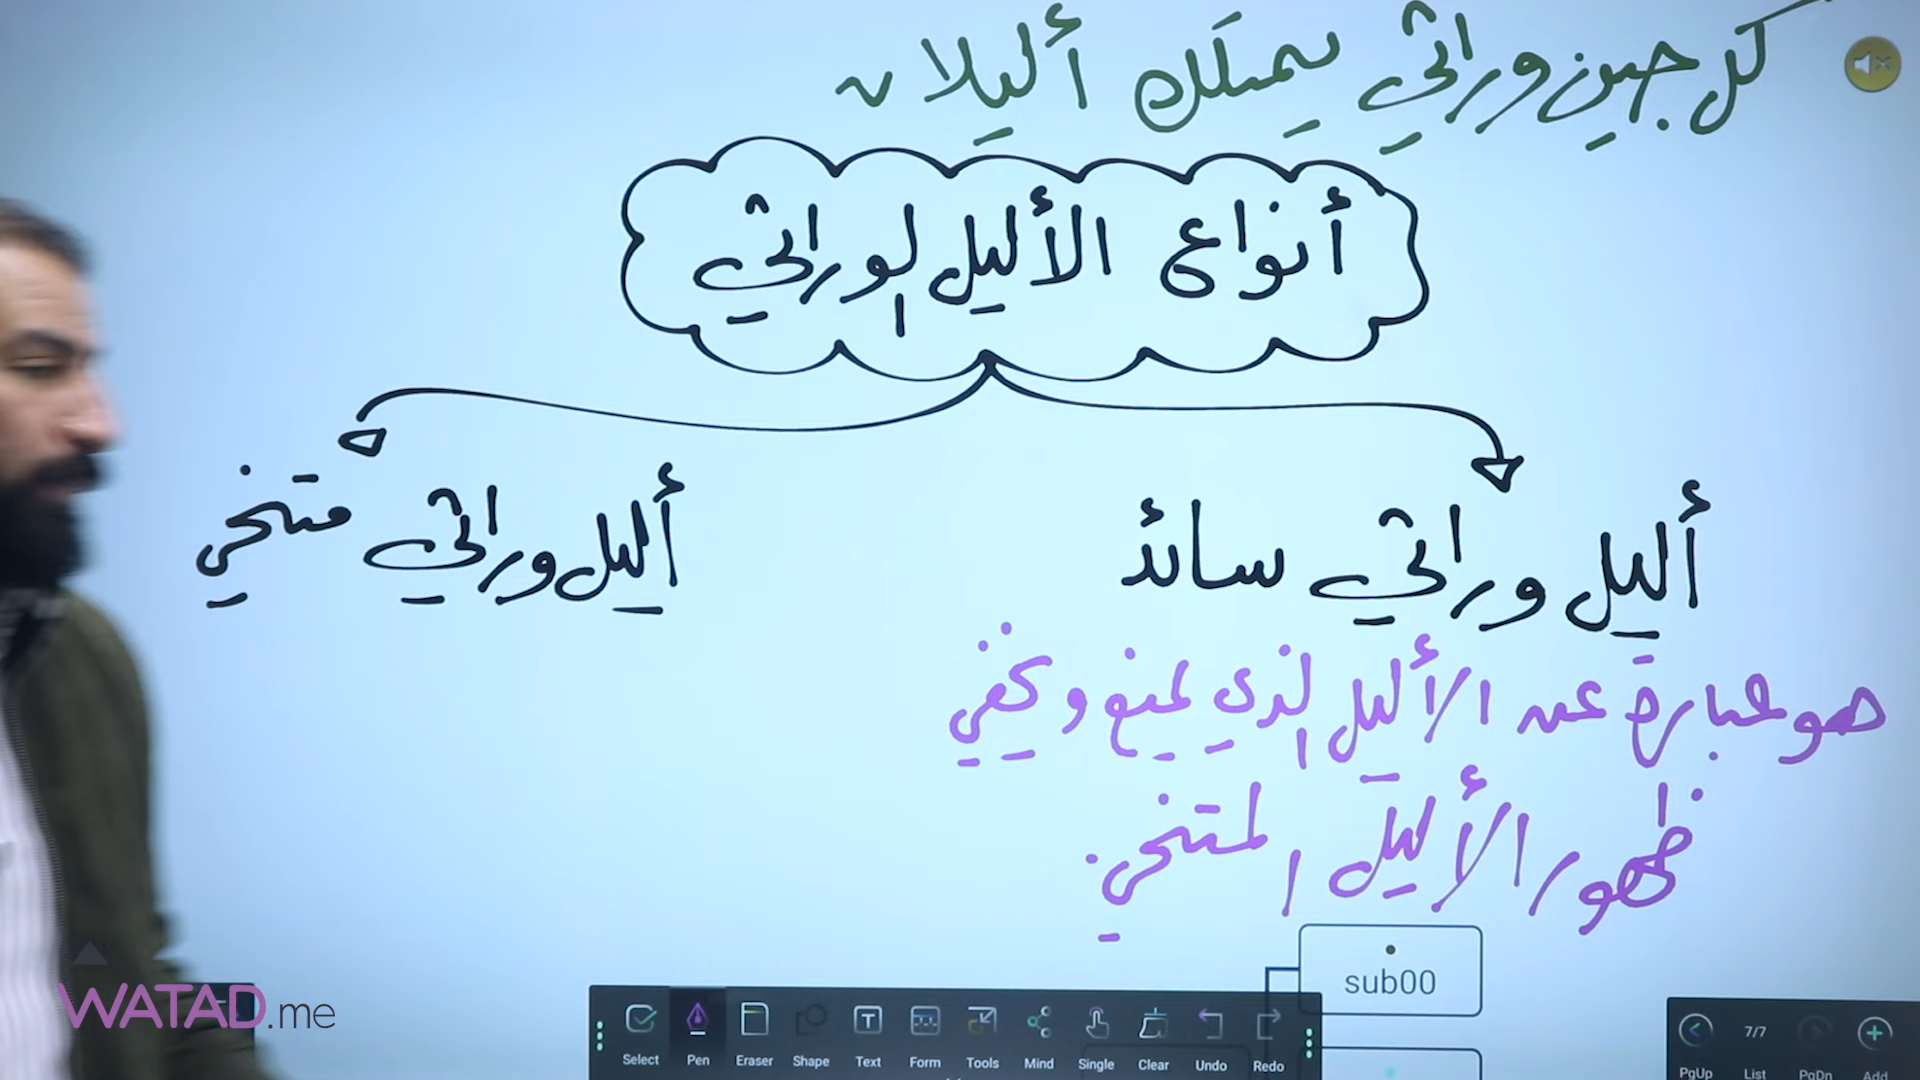 كل جين وراثي يمتلك أليلان
أنواع الأليل الوراثي
أليل وراثي سائد
أليل وراثي متنحي
هو عبارة عن الأليل الذي يمنع ويخفي
ظهور الأليل المتنحي
sub00
WATAD.me
Select Pen Eraser Shape Text Form Tools Mind Single Clear Undo Redo
7/7
PgUp List PgDn Add